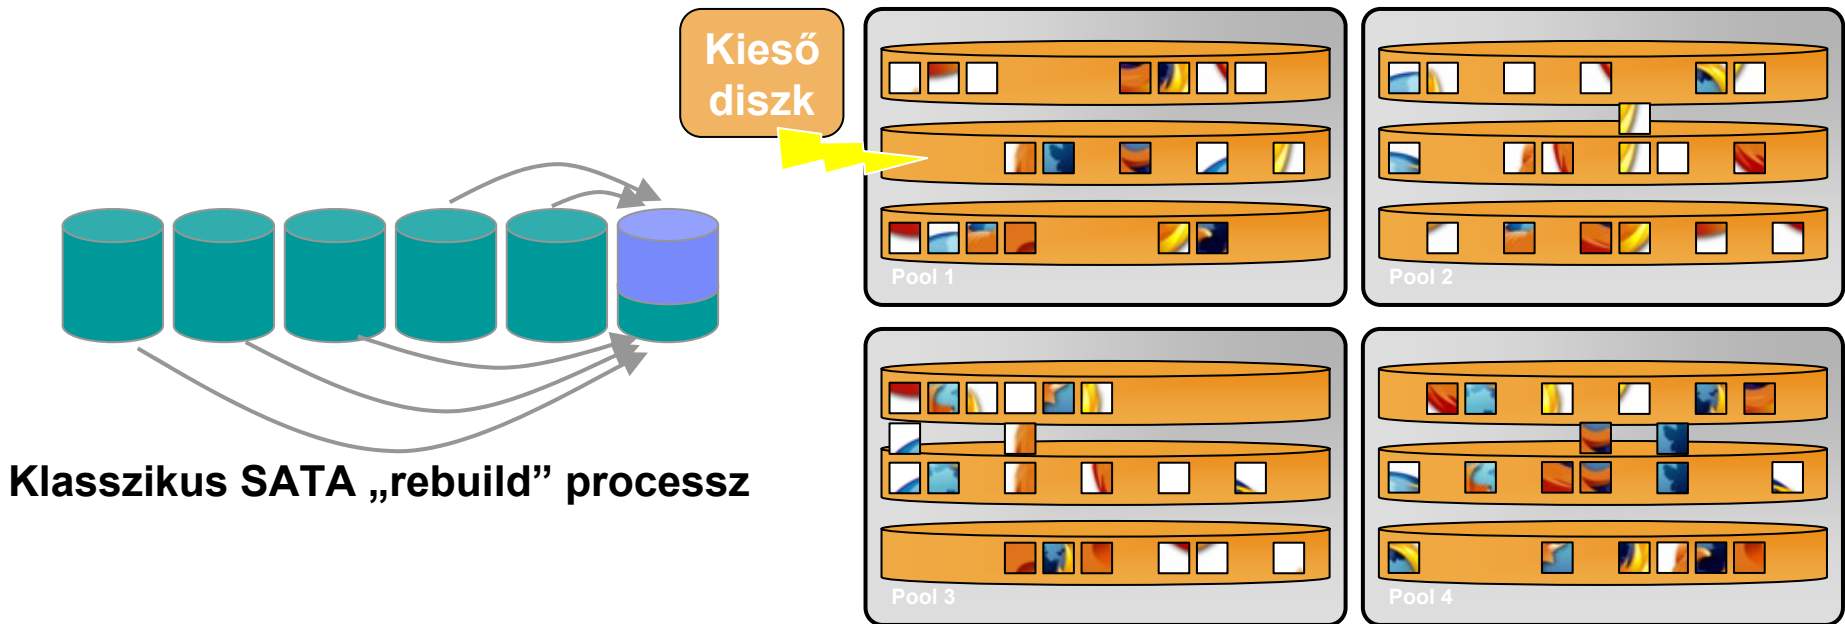 Kieső
diszk
Pool 1
Pool 2
Klasszikus SATA „rebuild” processz
Pool 3
Pool 4